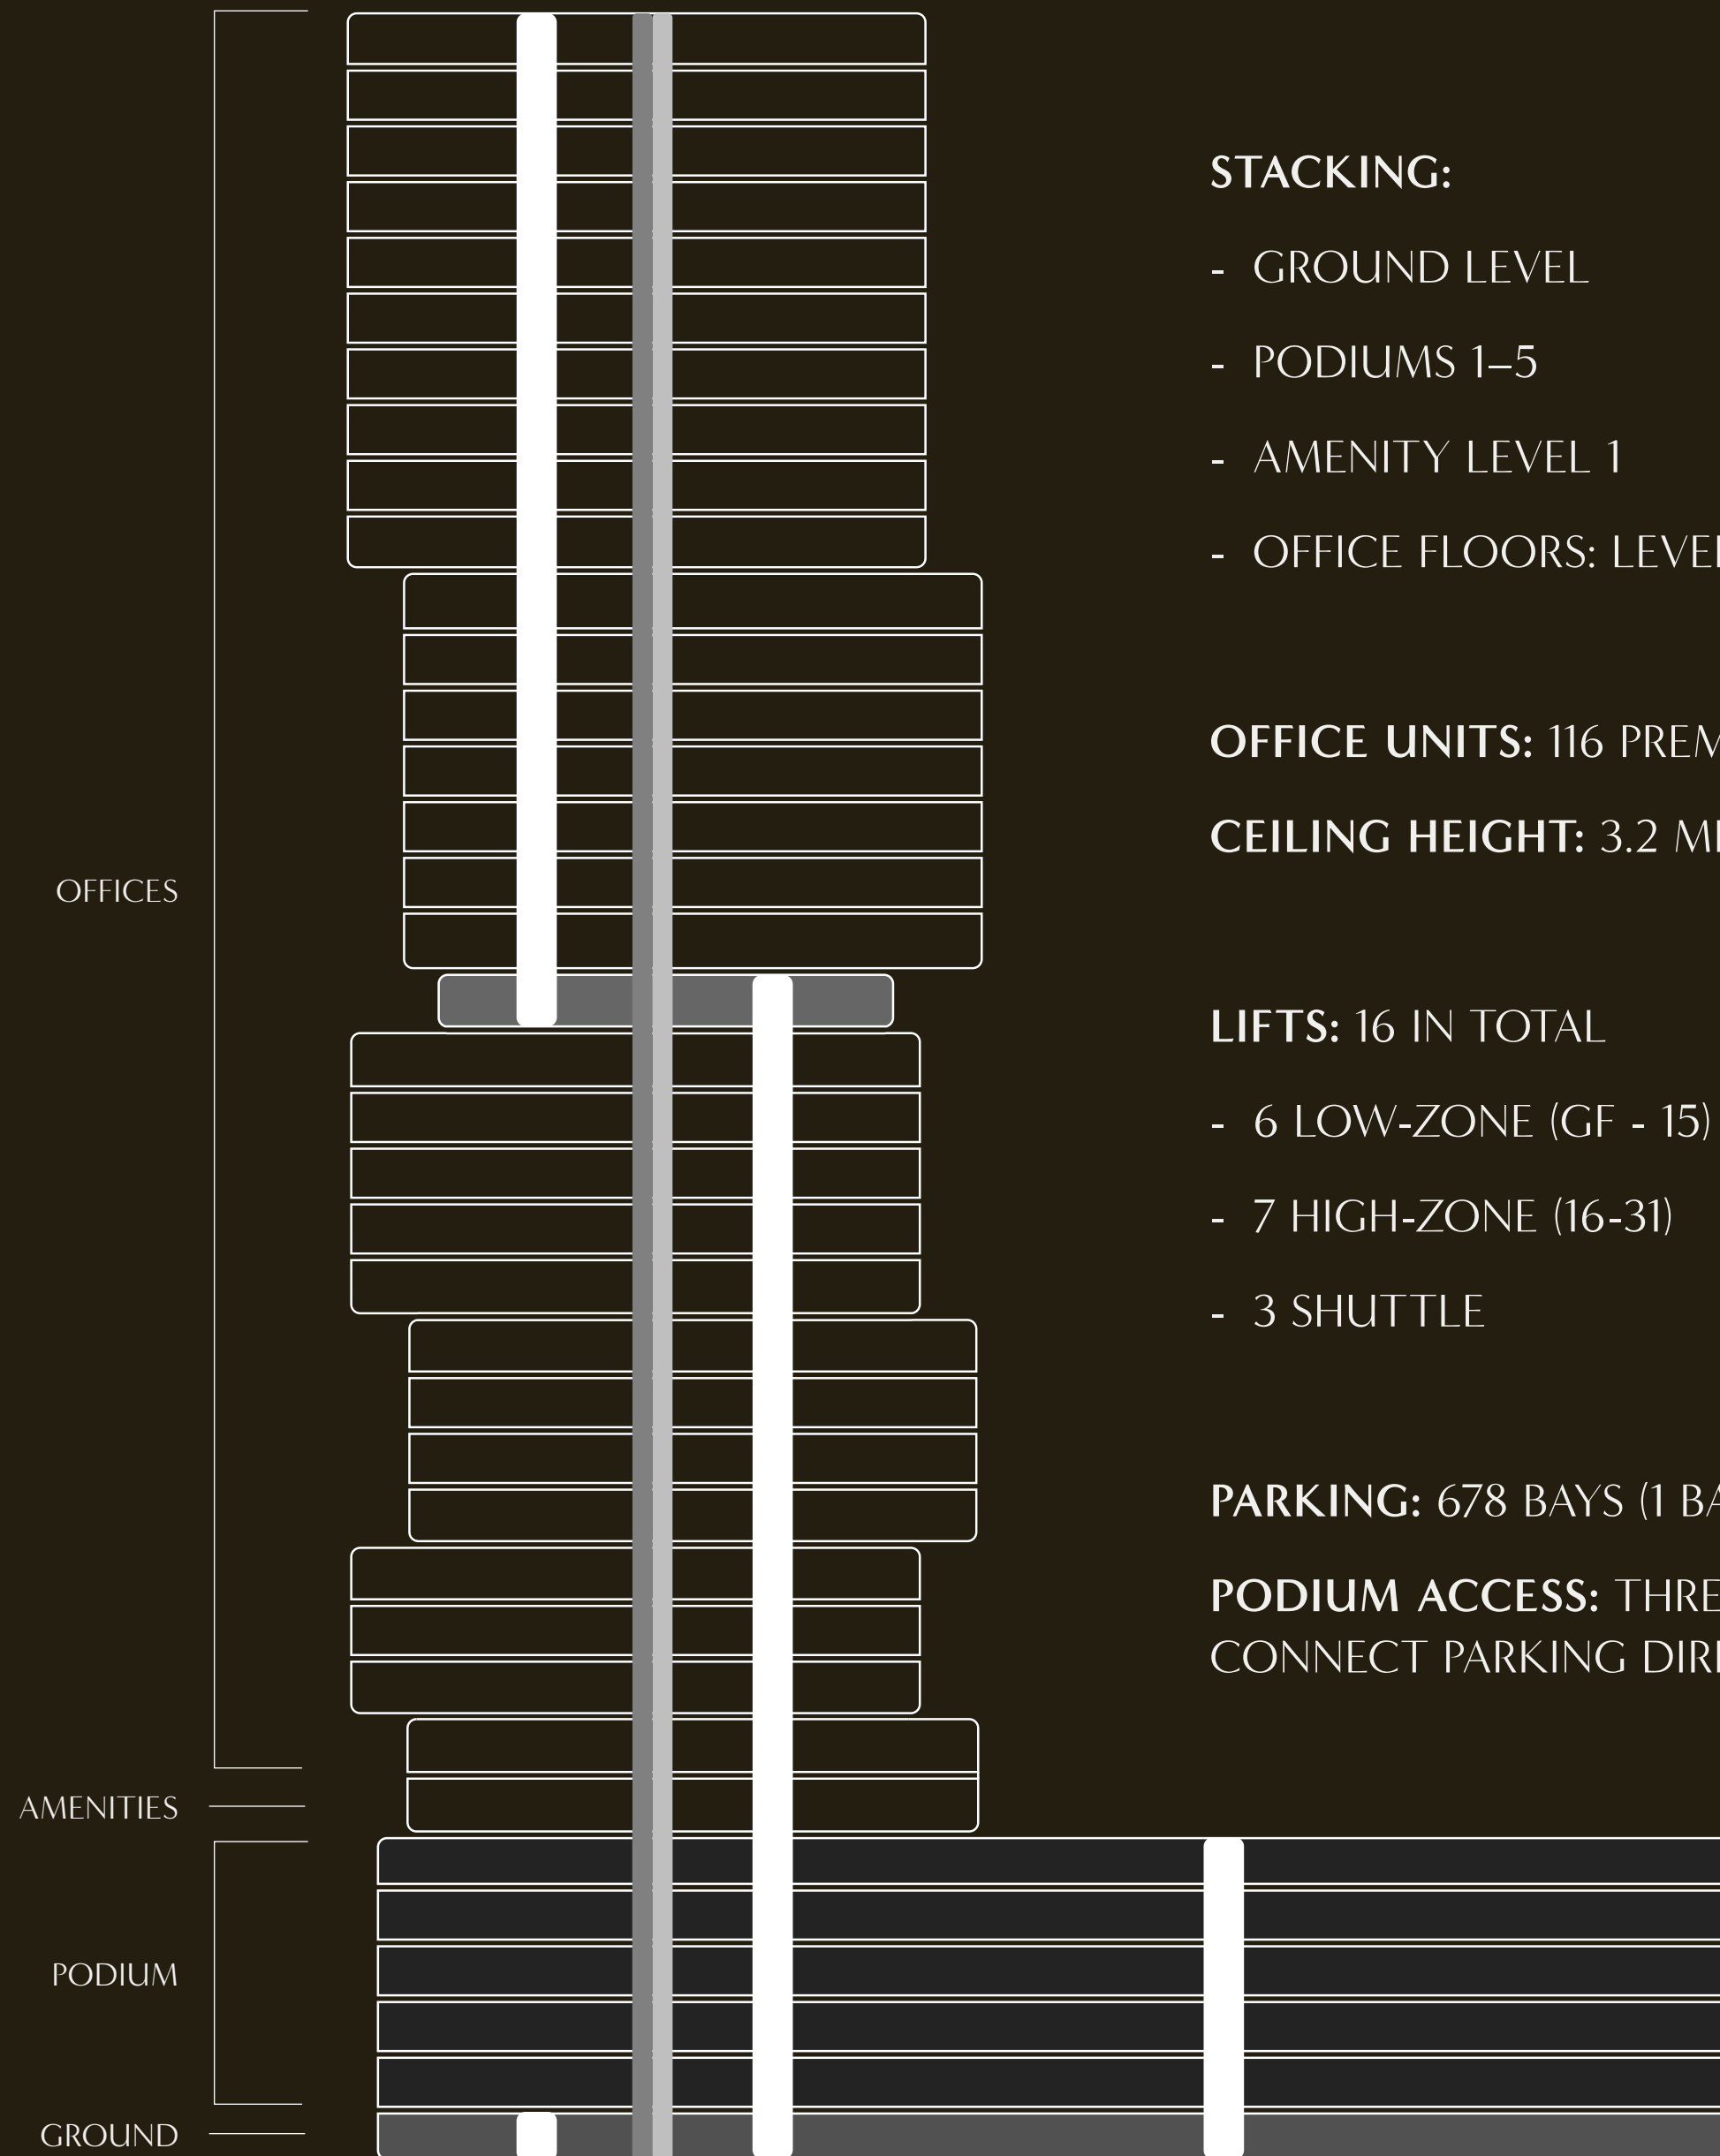 STACKING:
- GROUND LEVEL
- PODIUMS 1–5
- AMENITY LEVEL 1
- OFFICE FLOORS:
OFFICE UNITS: 116
CEILING HEIGHT: 3.2
OFFICES
LIFTS: 16 IN TOTAL
- 6 LOW-ZONE (GF - 15)
- 7 HIGH-ZONE (16-31)
- 3 SHUTTLE
PARKING: 678 BAYS (1
PODIUM ACCESS:
CONNECT PARKING
AMENITIES
PODIUM
GROUND